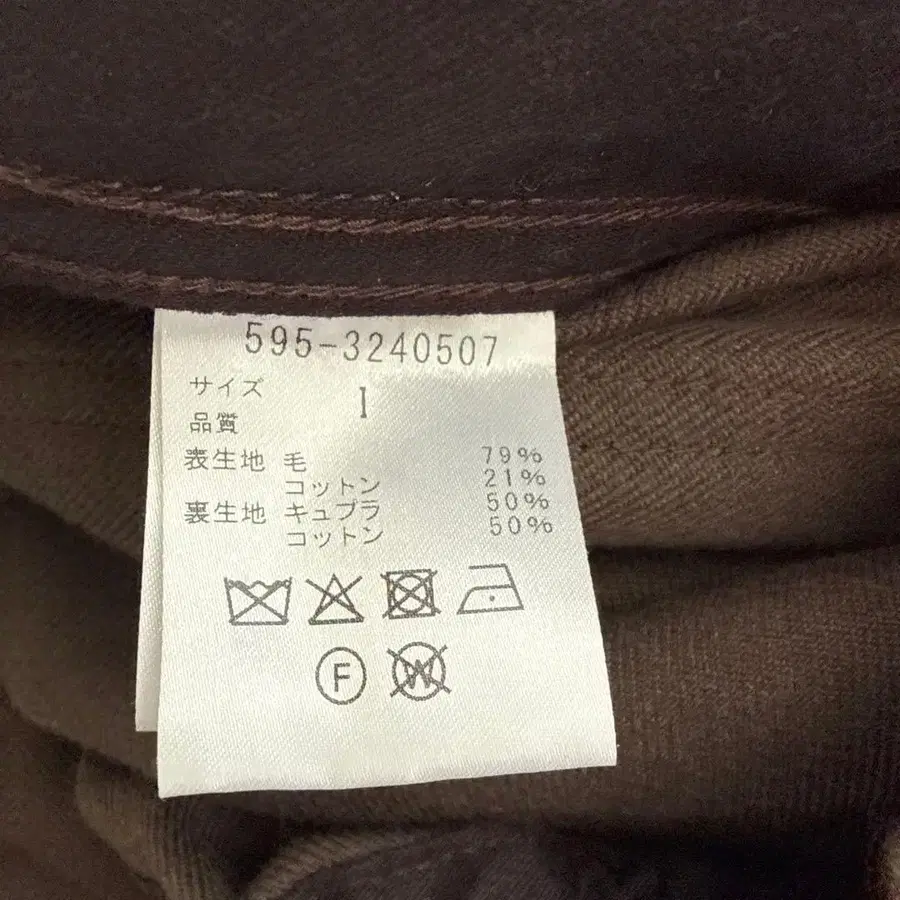 595-3240507
サイズ I
品質
表生地 毛 79%
コットン 21%
裏生地 キュプラ 50%
コットン 50%
F
W